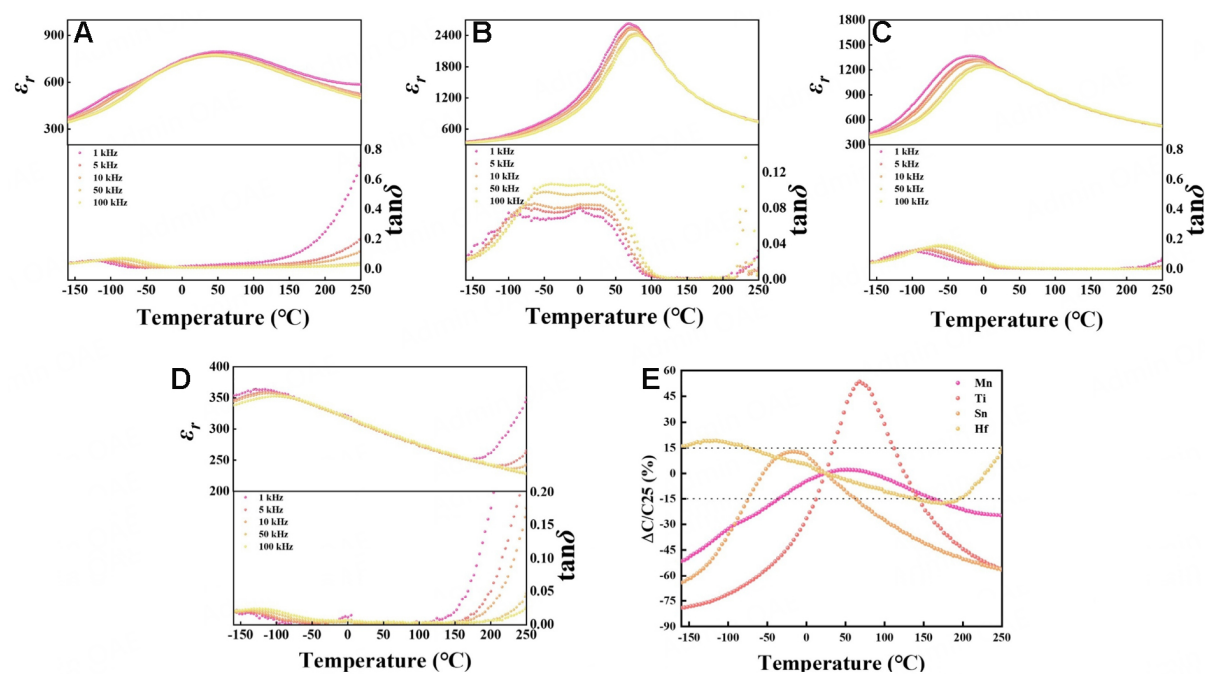 A
900
600
300
εr
1 kHz
5 kHz
10 kHz
50 kHz
100 kHz
0.8
0.6
0.4
0.2
0.0
tanδ
-150 -100 -50 0 50 100 150 200 250
Temperature (°C)
B
2400
1800
1200
600
εr
1 kHz
5 kHz
10 kHz
50 kHz
100 kHz
0.12
0.08
0.04
0.00
tanδ
-150 -100 -50 0 50 100 150 200 250
Temperature (°C)
C
1800
1500
1200
900
600
300
εr
1 kHz
5 kHz
10 kHz
50 kHz
100 kHz
0.8
0.6
0.4
0.2
0.0
tanδ
-150 -100 -50 0 50 100 150 200 250
Temperature (°C)
D
400
350
300
250
200
εr
1 kHz
5 kHz
10 kHz
50 kHz
100 kHz
0.20
0.15
0.10
0.05
0.00
tanδ
-150 -100 -50 0 50 100 150 200 250
Temperature (°C)
E
60
45
30
15
0
-15
-30
-45
-60
-75
-90
ΔC/C25 (%)
Mn
Ti
Sn
Hf
-150 -100 -50 0 50 100 150 200 250
Temperature (°C)